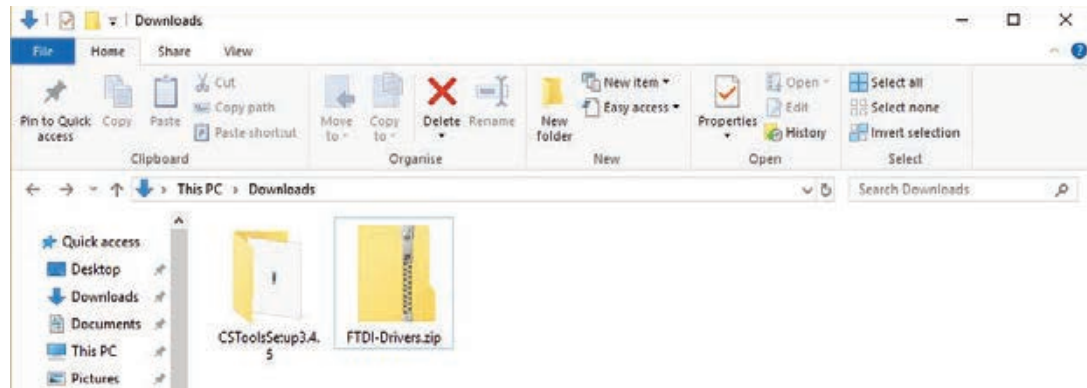 Downloads
File Home Share View
Pin to Quick access
Copy
Paste
Cut
Copy path
Paste shortcut
Clipboard
Move to
Copy to
Delete
Rename
Organise
New folder
New item
Easy access
New
Properties
Open
Edit
History
Open
Select all
Select none
Invert selection
Select
This PC > Downloads
Search Downloads
Quick access
Desktop
Downloads
Documents
This PC
Pictures
CSToolsSetup3.4.
5
FTDI-Drivers.zip